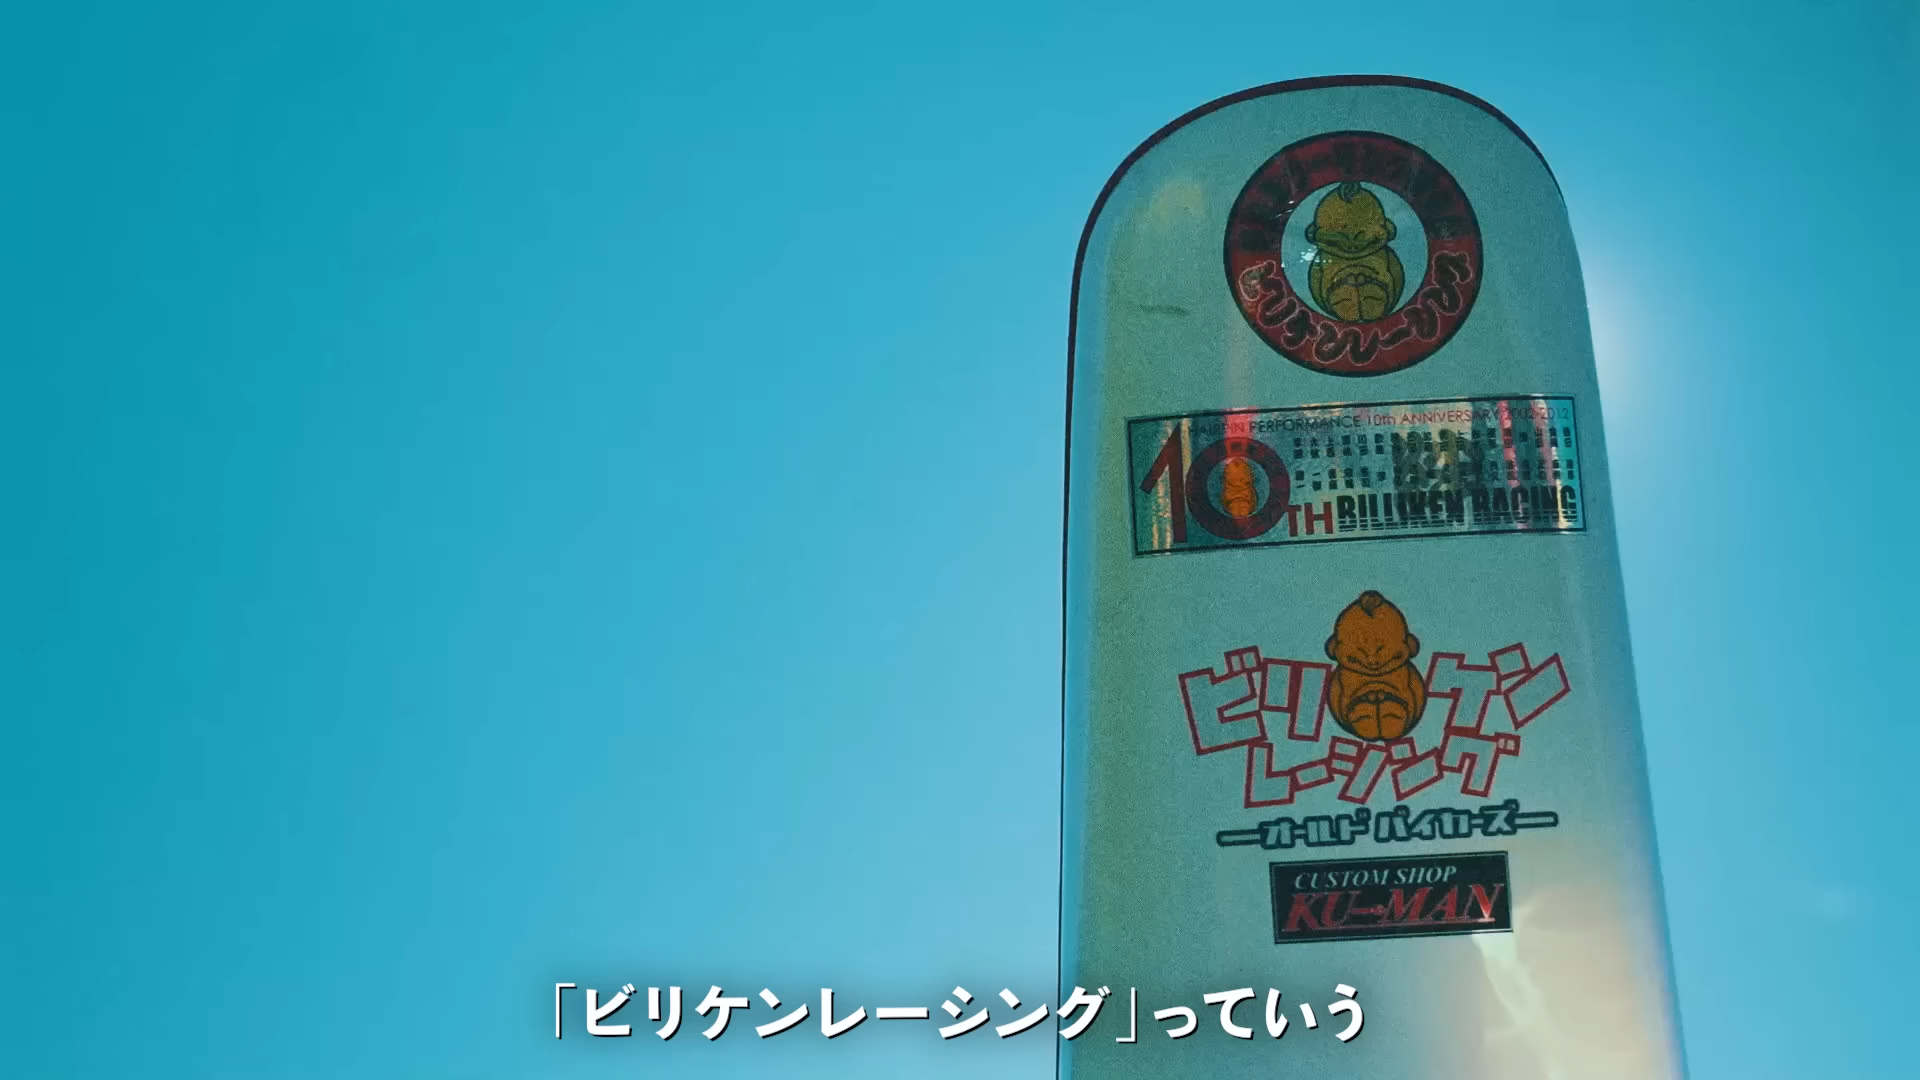 ビリケンレーシング
HAIRPIN PERFORMANCE 10th ANNIVERSARY 2002-2012
10TH BILLIKEN RACING
ビリケン
レーシング
オールドバイカーズ
CUSTOM SHOP
KU-MAN
「ビリケンレーシング」っていう